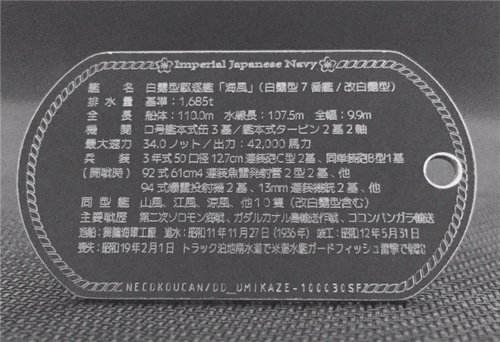 Imperial Japanese Navy
艦 名 白露型駆逐艦「海風」(白露型7番艦/改白露型)
排水量 基準:1,685t
全 長 船体:110.0m 水線長:107.5m 全幅:9.9m
機 関 ロ号艦本式缶3基/艦本式タービン2基2軸
最大速力 34.0ノット/出力:42,000馬力
兵 装 3年式50口径12.7cm連装砲C型2基、同単装砲B型1基
(開戦時) 92式61cm4連装魚雷発射管2型2基、他
94式爆雷投射機2基、13mm連装機銃2基、他
同型艦 山風、江風、涼風、他10隻(改白露型含む)
主要戦歴 第二次ソロモン海戦、ガダルカナル島輸送作戦、ココンバンガラ輸送
造船:舞鶴海軍工廠 進水:昭和11年11月27日(1936年) 竣工:昭和12年5月31日
喪失:昭和19年2月1日 トラック泊地南水道で米潜水艦ガードフィッシュ雷撃で戦没
NECOKOUCAN/DD_UMIKAZE-100030SF